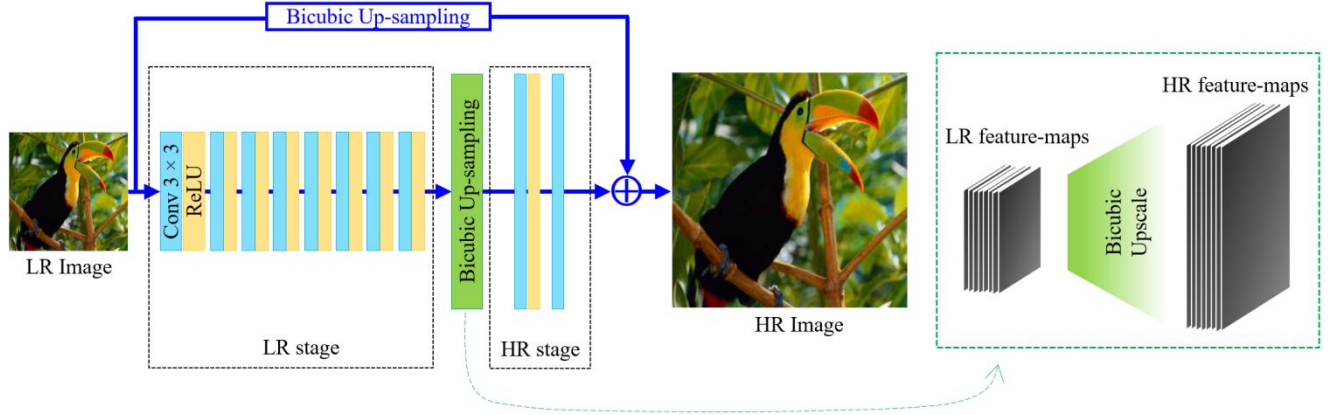 Bicubic Up-sampling
Conv 3 × 3
ReLU
LR Image
LR stage
Bicubic Up-sampling
HR stage
HR Image
LR feature-maps
Bicubic
Upscale
HR feature-maps